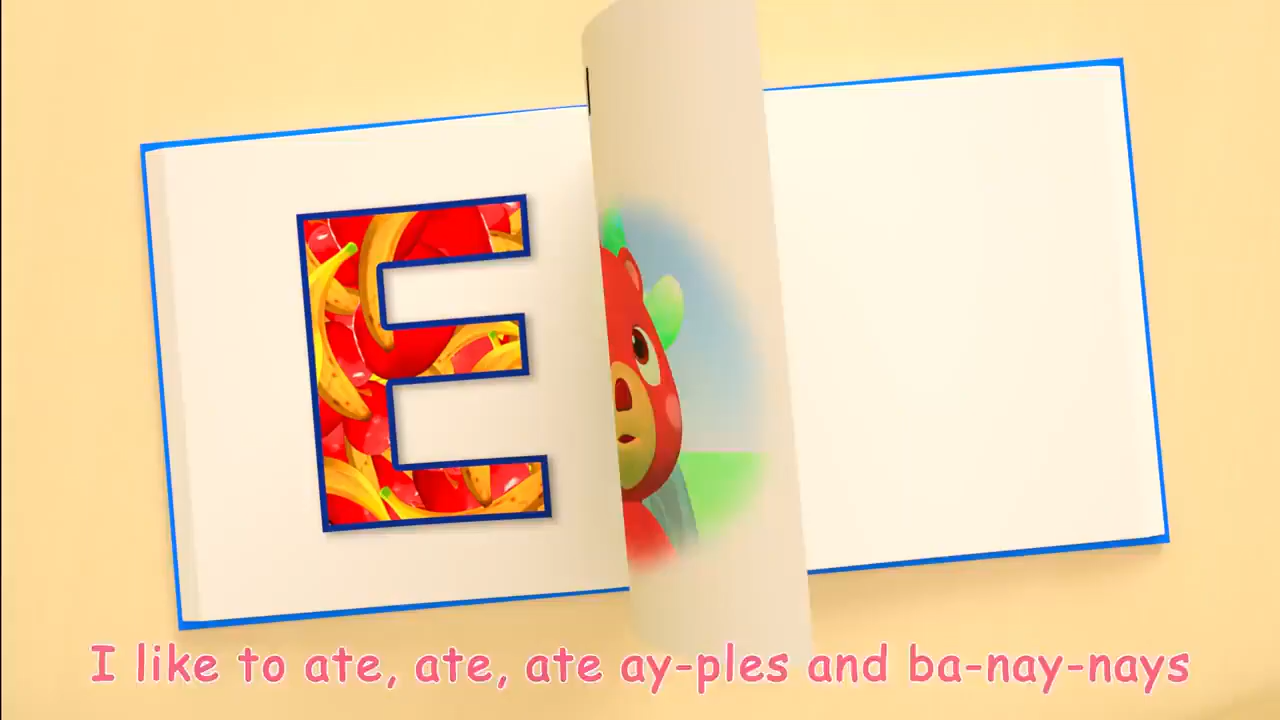 E
I like to ate, ate, ate ay-ples and ba-nay-nays